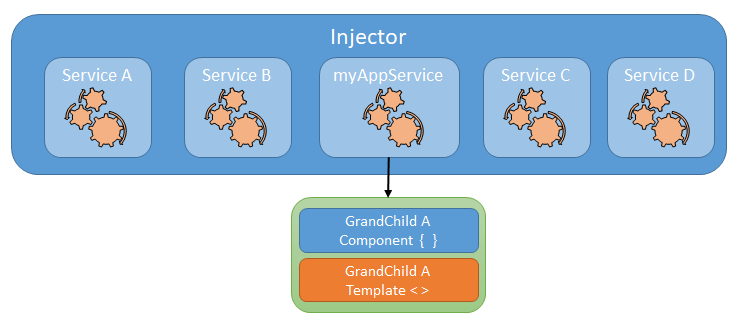 Injector
Service A
Service B
myAppService
Service C
Service D
GrandChild A
Component { }
GrandChild A
Template < >